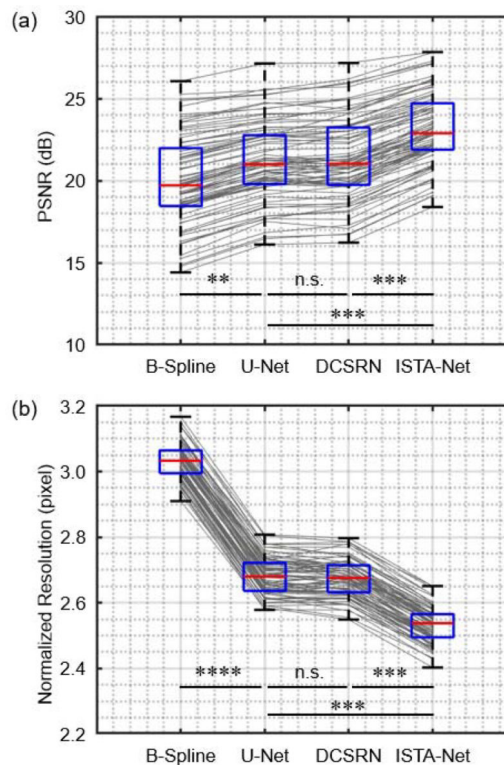 (a)
30
25
20
15
10
PSNR (dB)
** n.s. ***
***
B-Spline U-Net DCSRN ISTA-Net
(b)
3.2
3.0
2.8
2.6
2.4
2.2
Normalized Resolution (pixel)
**** n.s. ***
***
B-Spline U-Net DCSRN ISTA-Net